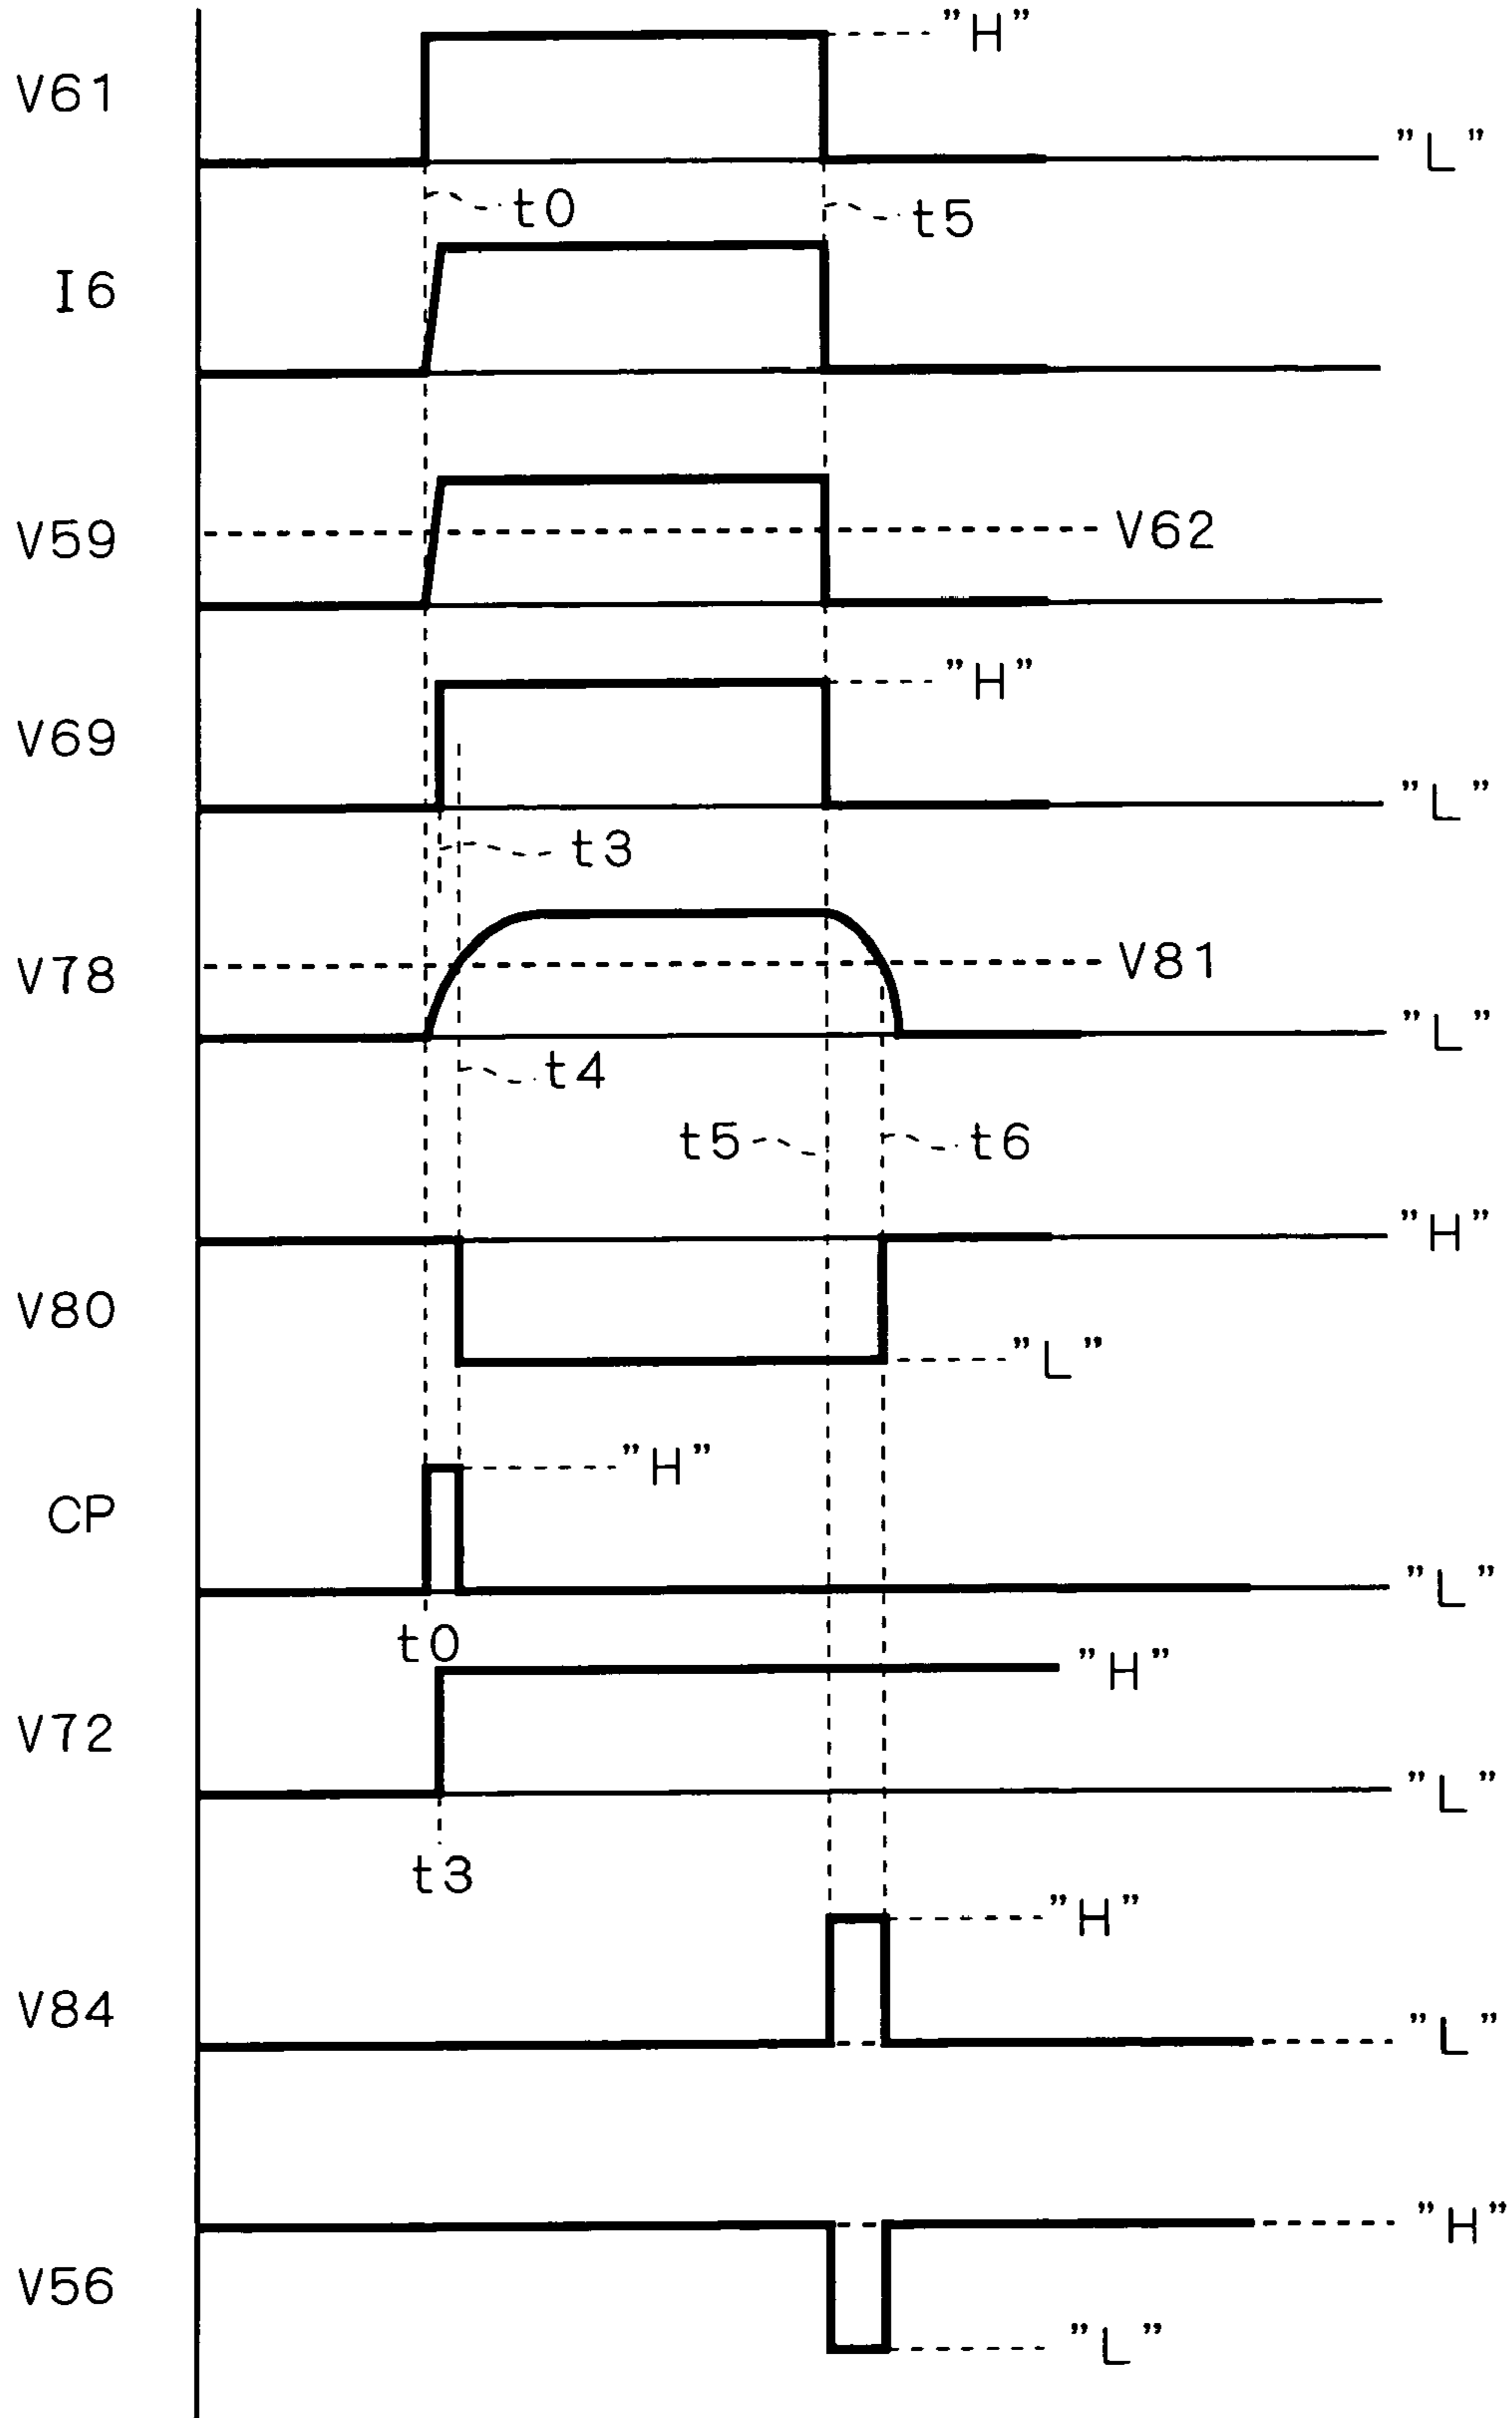 V61 ”H”
”L”
t0 t5
I6
V59 V62
V69 ”H”
”L”
t3
V78 V81
”L”
t4
t5 t6
”H”
V80
”L”
”H”
CP
”L”
t0
”H”
V72
”L”
t3
”H”
V84
”L”
”H”
V56
”L”